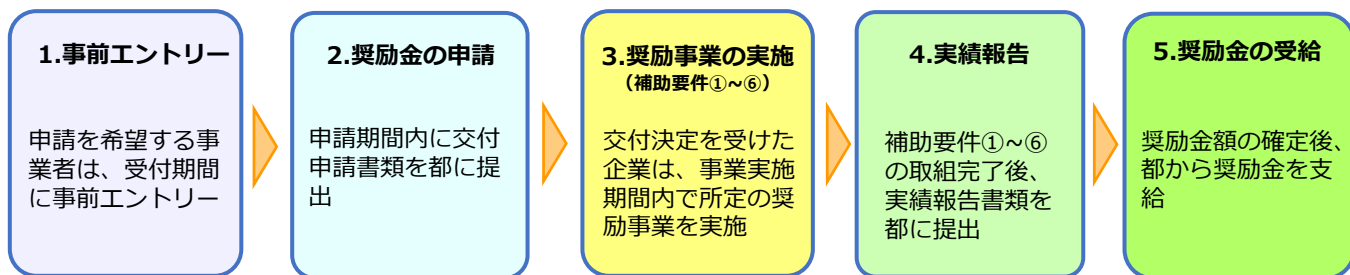 1.事前エントリー
申請を希望する事
業者は、受付期間
に事前エントリー
2.奨励金の申請
申請期間内に交付
申請書類を都に提
出
3.奨励事業の実施
（補助要件①~⑥）
交付決定を受けた
企業は、事業実施
期間内で所定の奨
励事業を実施
4.実績報告
補助要件①~⑥
の取組完了後、
実績報告書類を
都に提出
5.奨励金の受給
奨励金額の確定後、
都から奨励金を支
給